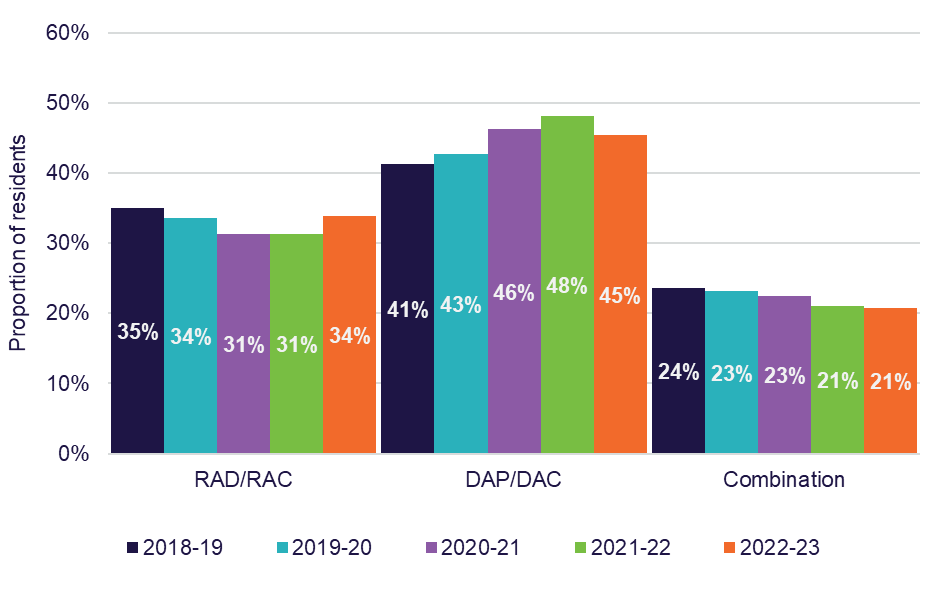 60%
50%
40%
30%
20%
10%
0%
Proportion of residents
35% 34% 31% 31% 34%
41% 43% 46% 48% 45%
24% 23% 23% 21% 21%
RAD/RAC DAP/DAC Combination
2018-19 2019-20 2020-21 2021-22 2022-23